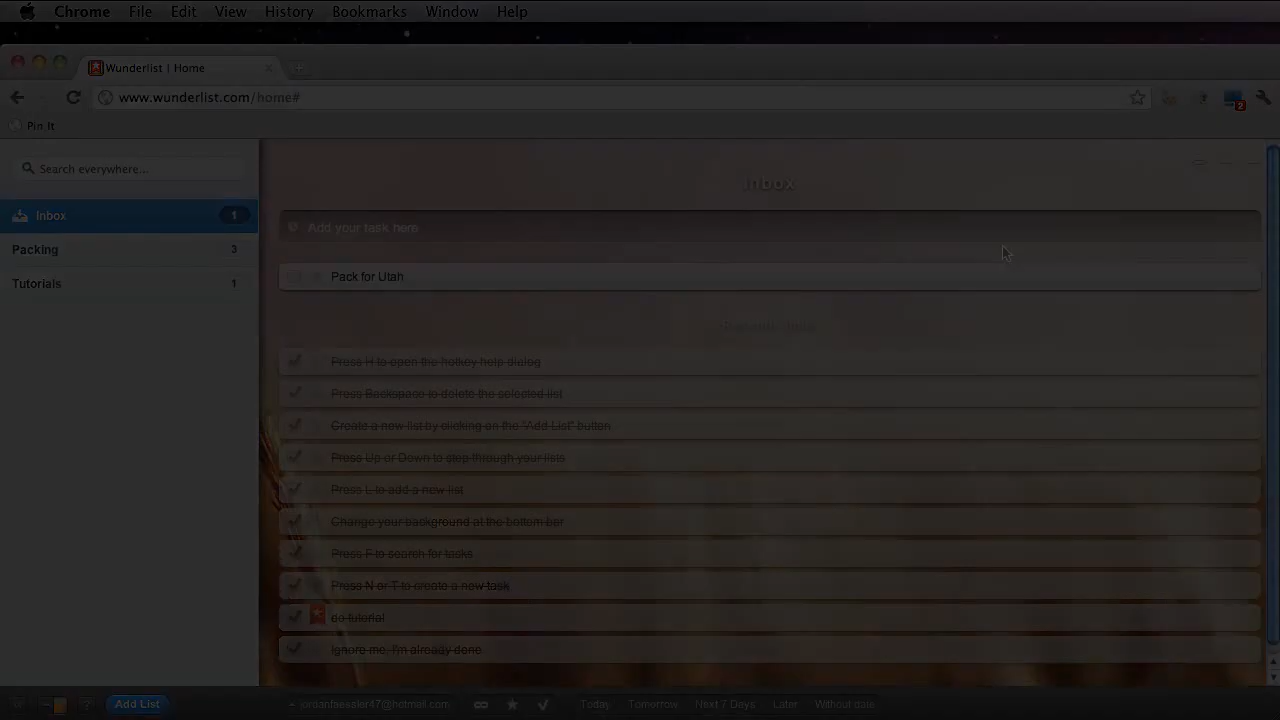 Chrome File Edit View History Bookmarks Window Help
Wunderlist | Home
www.wunderlist.com/home#
2
Pin It
Search everywhere...
Inbox 1
Packing 3
Tutorials 1
Inbox
Add your task here
Pack for Utah
Press H to open the hotkey help dialog
Press Backspace to delete the selected list
Create a new list by clicking on the "Add List" button
Press Up or Down to step through your lists
Press L to add a new list
Change your background at the bottom bar
Press F to search for tasks
Press N or T to create a new task
do tutorial
Ignore me, I'm already done
? Add List jordanfaessler47@hotmail.com Today Tomorrow Next 7 Days Later Without date